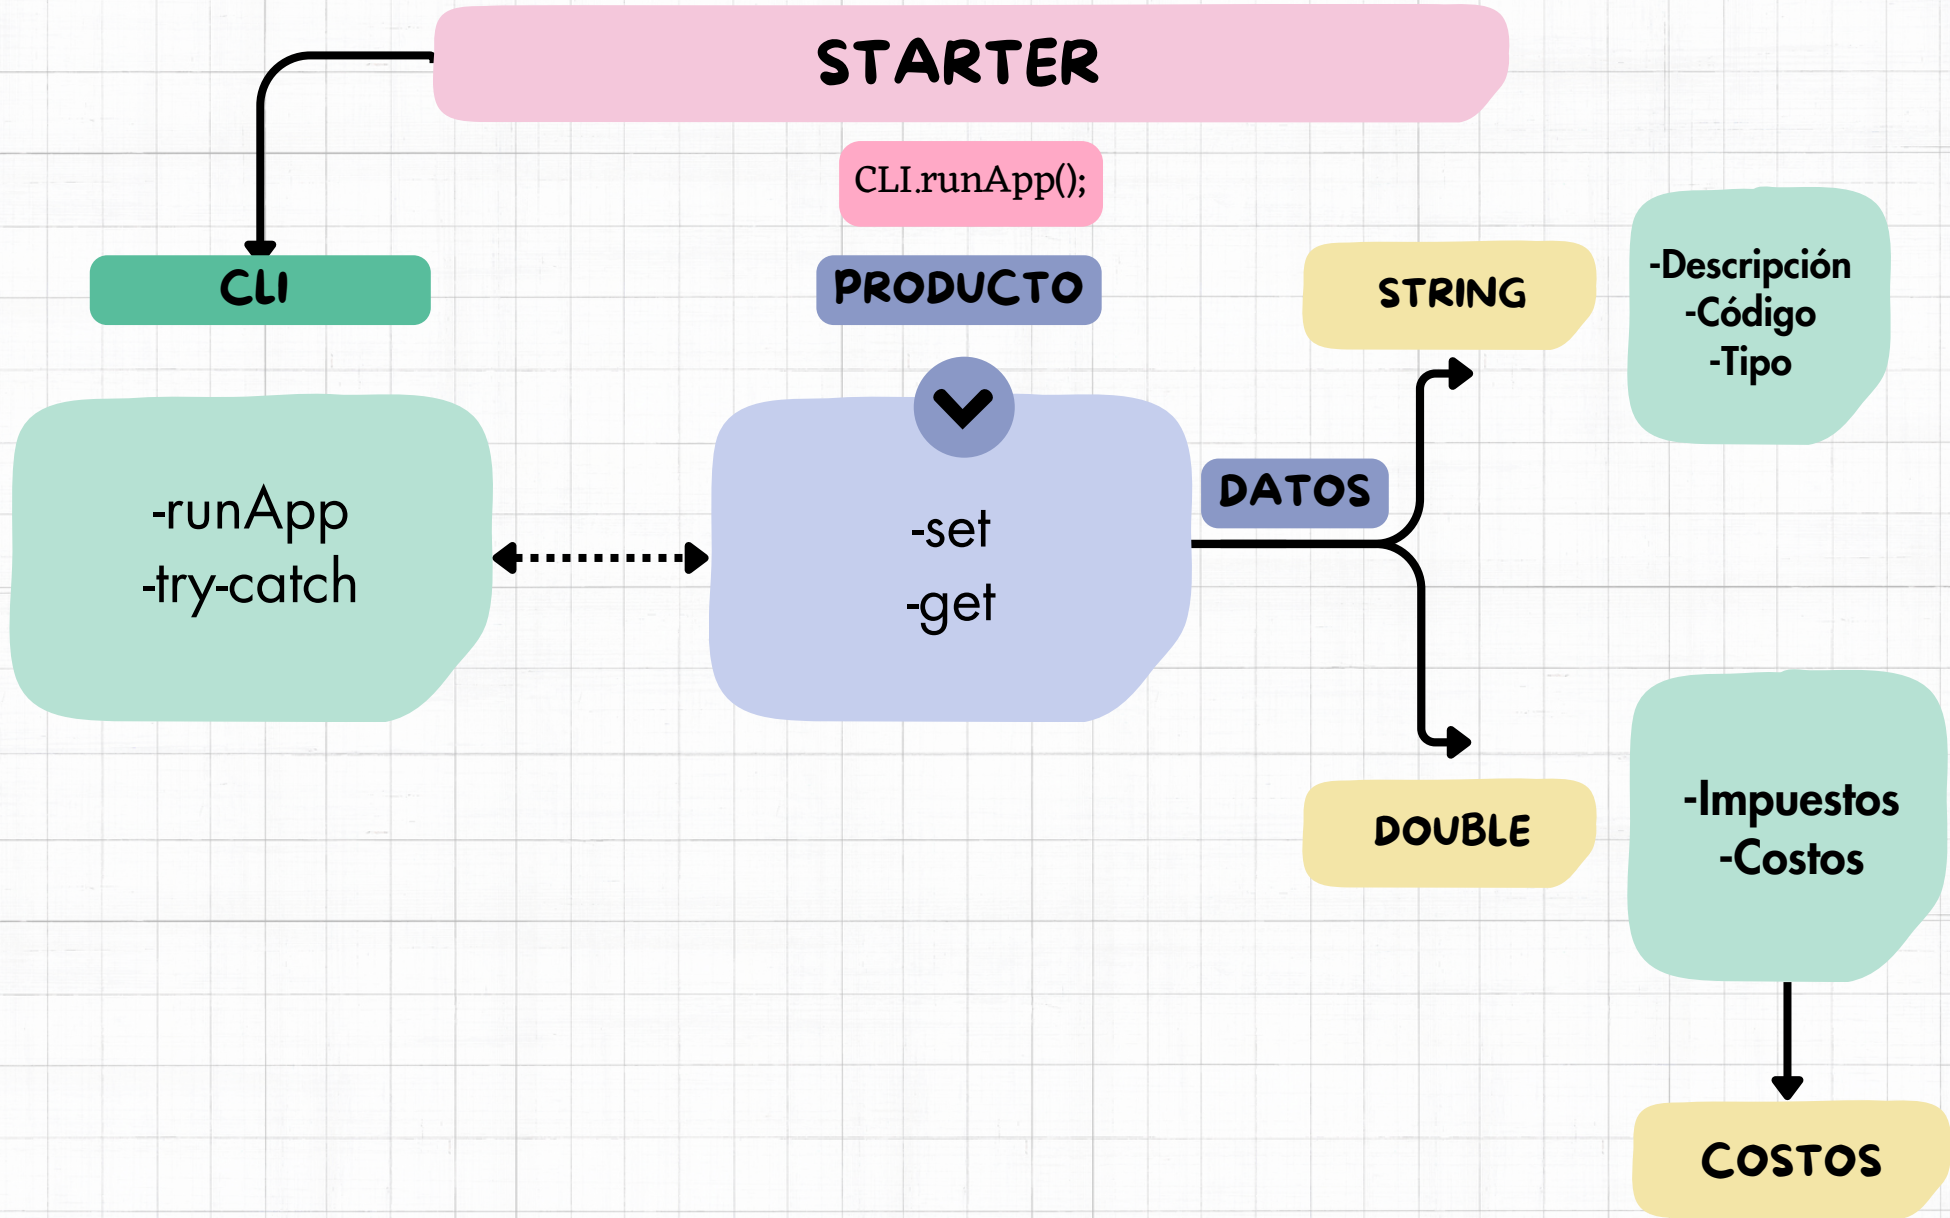 STARTER
CLI.runApp();
CLI
PRODUCTO
STRING
-Descripción
-Código
-Tipo
-runApp
-try-catch
-set
-get
DATOS
DOUBLE
-Impuestos
-Costos
COSTOS